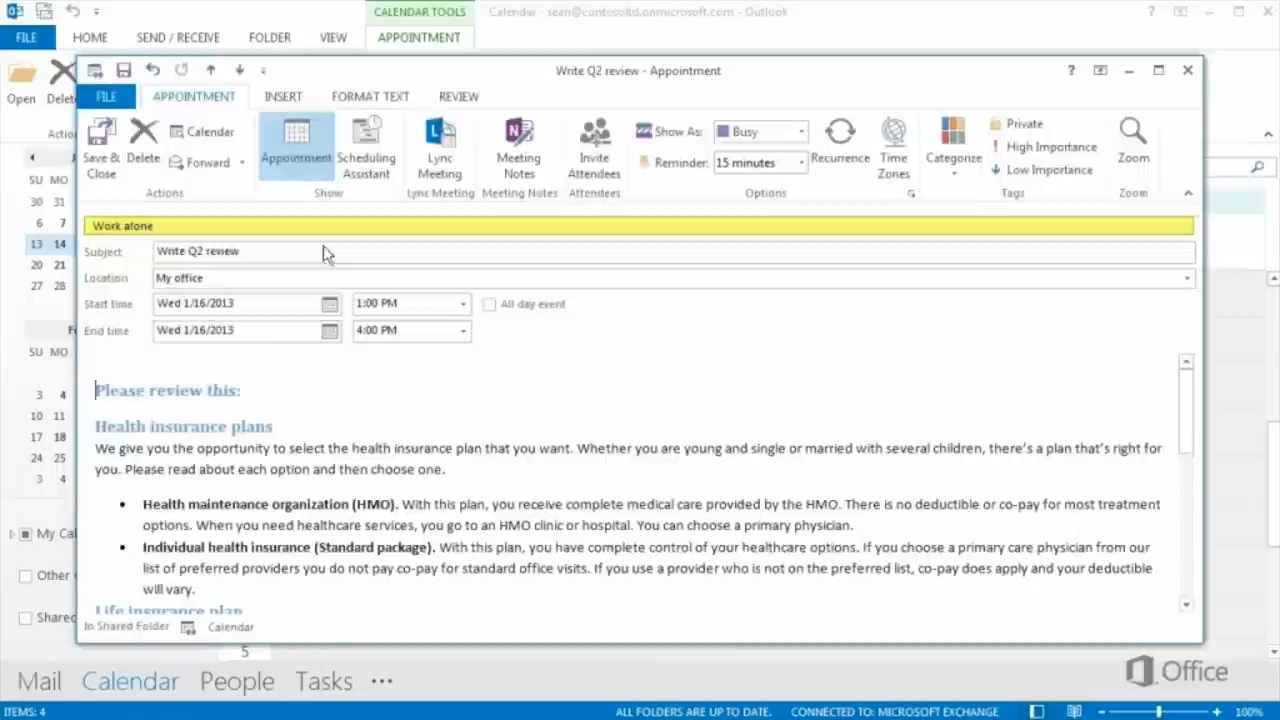 CALENDAR TOOLS
Calendar - sean@contosoltd.onmicrosoft.com - Outlook
FILE HOME SEND / RECEIVE FOLDER VIEW APPOINTMENT
Write Q2 review - Appointment
FILE APPOINTMENT INSERT FORMAT TEXT REVIEW
Open
Save & Close
Delete
Calendar
Forward
Actions
Appointment
Scheduling Assistant
Show
Lync Meeting
Lync Meeting
Meeting Notes
Meeting Notes
Invite Attendees
Attendees
Show As: Busy
Reminder: 15 minutes
Recurrence
Time Zones
Options
Categorize
Private
High Importance
Low Importance
Tags
Zoom
Zoom
SU MO
30 31
6 7
13 14
20 21
27 28
SU MO
3 4
10 11
17 18
24 25
3 4
Work alone
Subject Write Q2 review
Location My office
Start time Wed 1/16/2013 1:00 PM All day event
End time Wed 1/16/2013 4:00 PM
Please review this:
Health insurance plans
We give you the opportunity to select the health insurance plan that you want. Whether you are young and single or married with several children, there's a plan that's right for
you. Please read about each option and then choose one.
• Health maintenance organization (HMO). With this plan, you receive complete medical care provided by the HMO. There is no deductible or co-pay for most treatment
options. When you need healthcare services, you go to an HMO clinic or hospital. You can choose a primary physician.
• Individual health insurance (Standard package). With this plan, you have complete control of your healthcare options. If you choose a primary care physician from our
list of preferred providers you do not pay co-pay for standard office visits. If you use a provider who is not on the preferred list, co-pay does apply and your deductible
will vary.
Life insurance plan
In Shared Folder Calendar
My Cal
Other
Shared
5
Mail Calendar People Tasks •••
Office
ITEMS: 4 ALL FOLDERS ARE UP TO DATE. CONNECTED TO: MICROSOFT EXCHANGE 100%